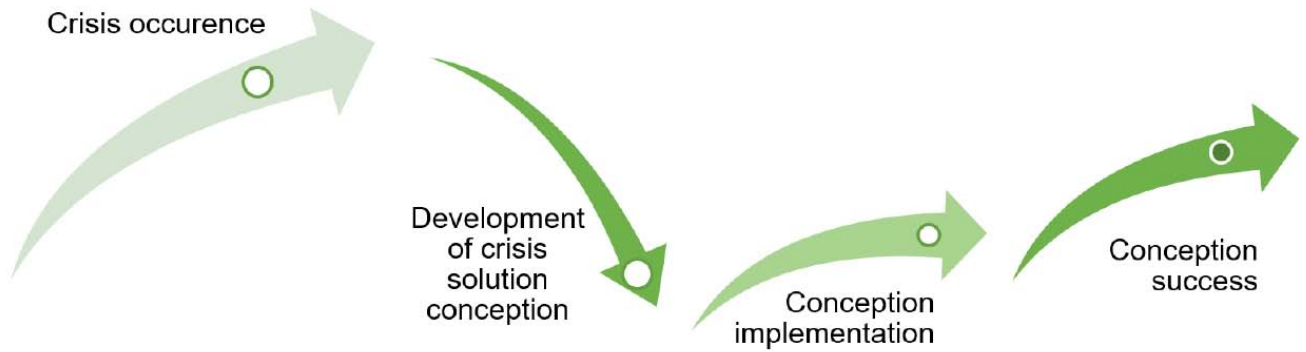 Crisis occurence
Development
of crisis
solution
conception
Conception
implementation
Conception
success